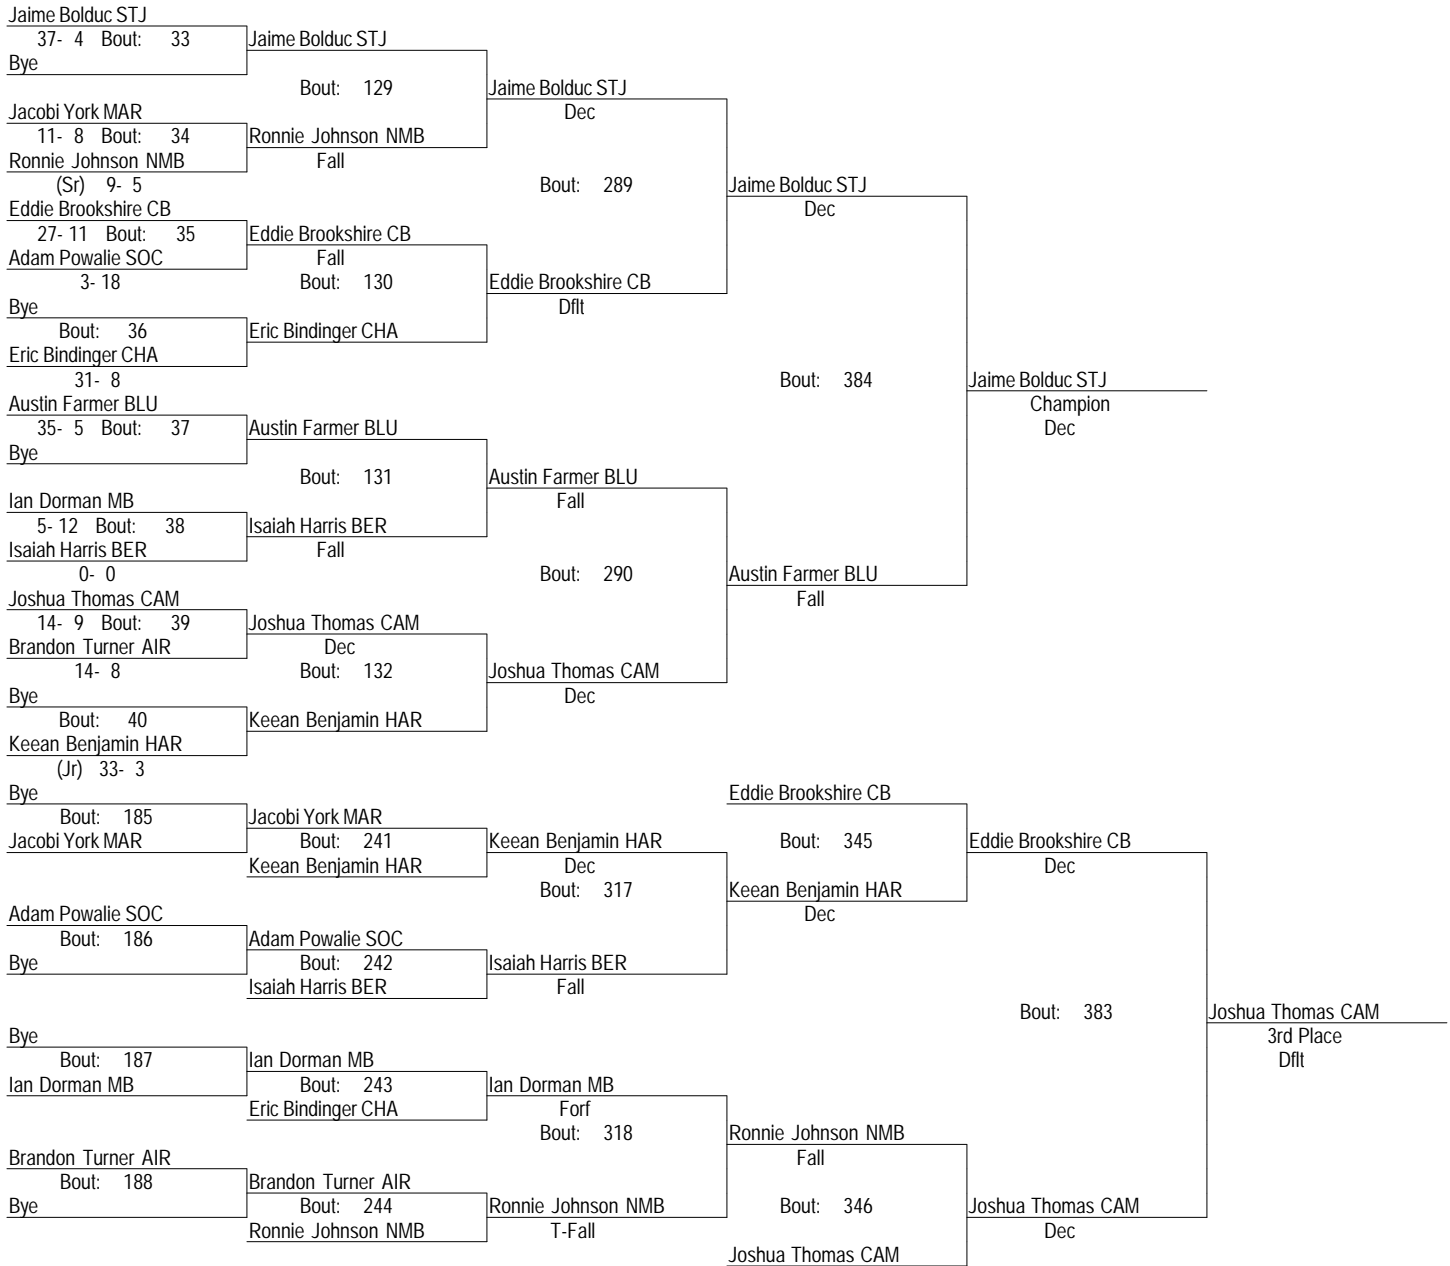 Jaime Bolduc STJ
37- 4 Bout: 33 Jaime Bolduc STJ
Bye
Bout: 129 Jaime Bolduc STJ
Jacobi York MAR Dec
11- 8 Bout: 34 Ronnie Johnson NMB
Ronnie Johnson NMB Fall
(Sr) 9- 5 Bout: 289 Jaime Bolduc STJ
Eddie Brookshire CB Dec
27- 11 Bout: 35 Eddie Brookshire CB
Adam Powalie SOC Fall
3- 18 Bout: 130 Eddie Brookshire CB
Bye Dflt
Bout: 36 Eric Bindinger CHA
Eric Bindinger CHA
31- 8 Bout: 384 Jaime Bolduc STJ
Austin Farmer BLU Champion
35- 5 Bout: 37 Austin Farmer BLU Dec
Bye
Bout: 131 Austin Farmer BLU
Ian Dorman MB Fall
5- 12 Bout: 38 Isaiah Harris BER
Isaiah Harris BER Fall
0- 0 Bout: 290 Austin Farmer BLU
Joshua Thomas CAM Fall
14- 9 Bout: 39 Joshua Thomas CAM
Brandon Turner AIR Dec
14- 8 Bout: 132 Joshua Thomas CAM
Bye Dec
Bout: 40 Keean Benjamin HAR
Keean Benjamin HAR
(Jr) 33- 3
Bye Eddie Brookshire CB
Bout: 185 Jacobi York MAR
Jacobi York MAR Bout: 241 Keean Benjamin HAR Bout: 345 Eddie Brookshire CB
Keean Benjamin HAR Dec Dec
Bout: 317 Keean Benjamin HAR
Adam Powalie SOC Dec
Bout: 186 Adam Powalie SOC
Bye Bout: 242 Isaiah Harris BER
Isaiah Harris BER Fall
Bout: 383 Joshua Thomas CAM
Bye 3rd Place
Bout: 187 Ian Dorman MB Dflt
Ian Dorman MB Bout: 243 Ian Dorman MB
Eric Bindinger CHA Forf
Bout: 318 Ronnie Johnson NMB
Brandon Turner AIR Fall
Bout: 188 Brandon Turner AIR
Bye Bout: 244 Ronnie Johnson NMB Bout: 346 Joshua Thomas CAM
Ronnie Johnson NMB T-Fall Dec
Joshua Thomas CAM